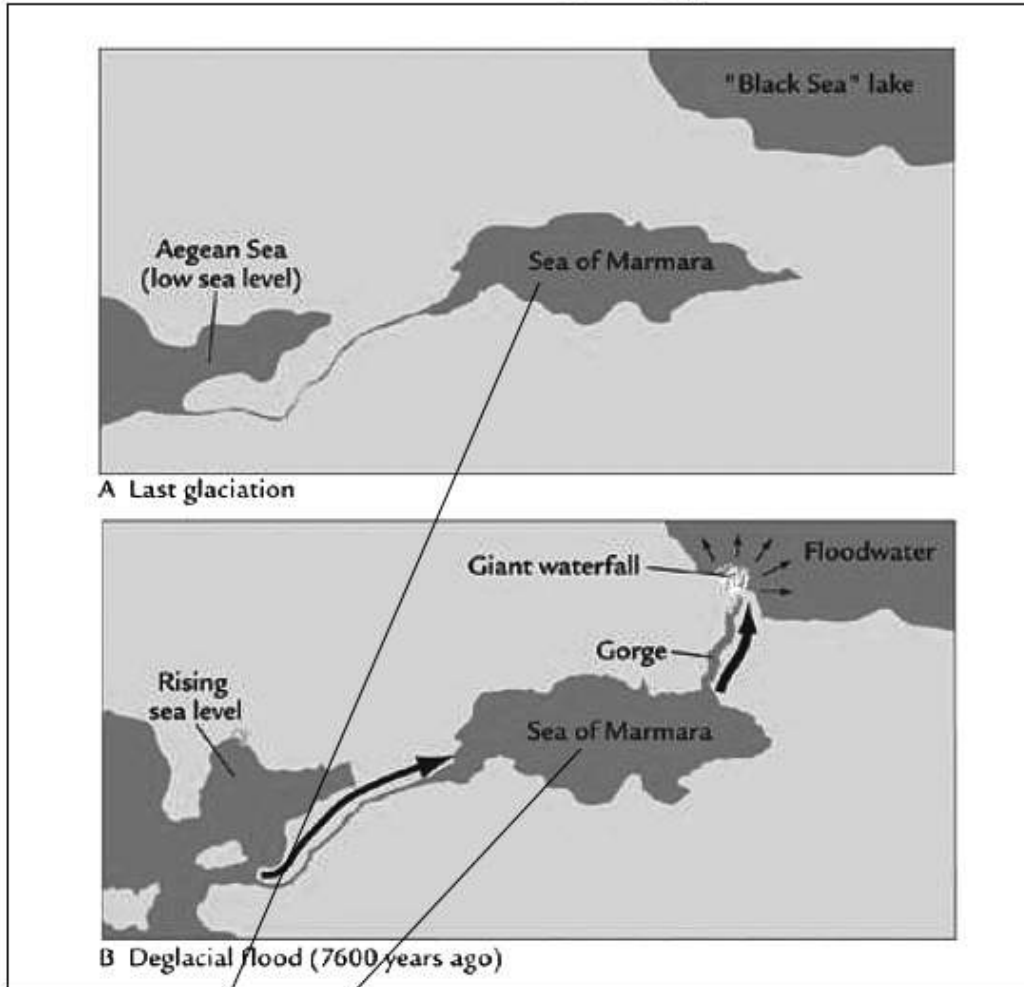 "Black Sea" lake
Aegean Sea
(low sea level)
Sea of Marmara
A Last glaciation
Giant waterfall
Floodwater
Gorge
Rising
sea level
Sea of Marmara
B Deglacial flood (7600 years ago)